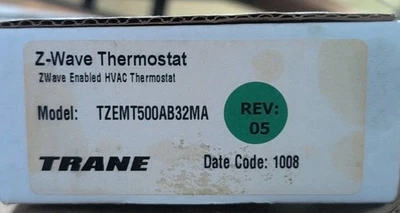 Z-Wave Thermostat
ZWave Enabled HVAC Thermostat
Model: TZEMT500AB32MA
REV:
05
TRANE
Date Code: 1008